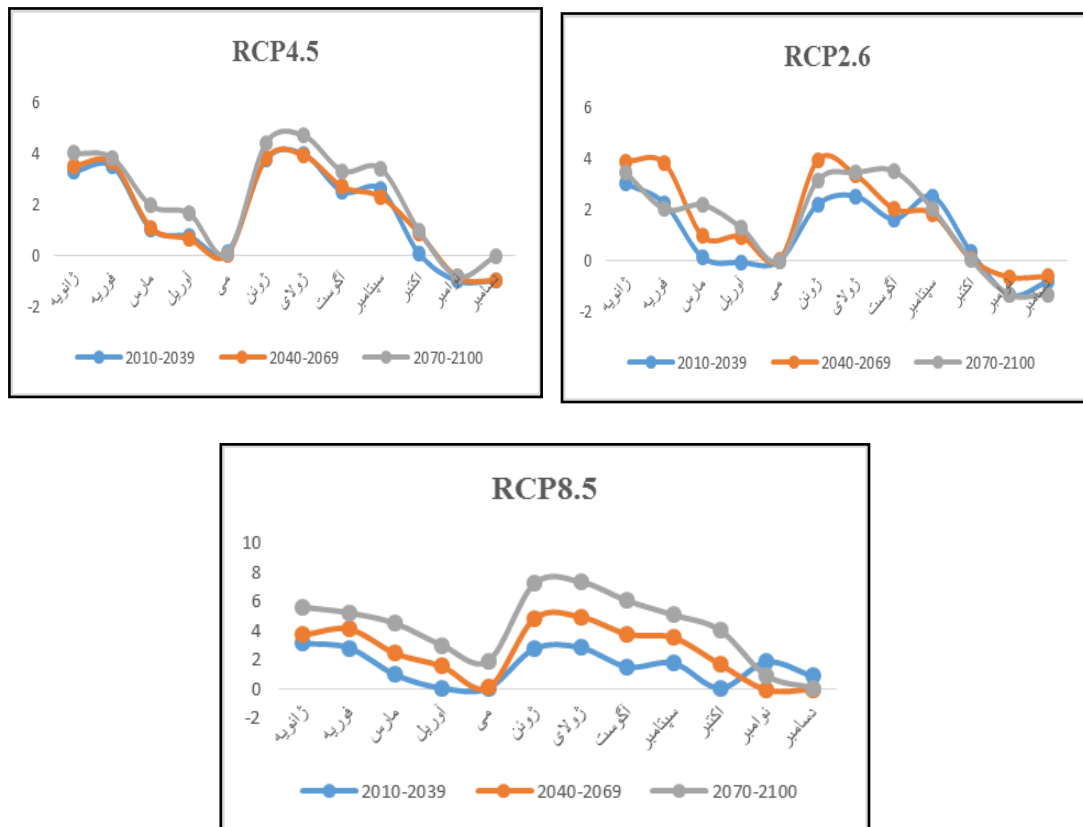 RCP4.5
6
4
2
0
-2
ژانویه
فوریه
مارس
آوریل
می
ژوئن
ژولای
آگوست
سپتامبر
اکتبر
نوامبر
دسامبر
2010-2039 2040-2069 2070-2100
RCP2.6
6
4
2
0
-2
ژانویه
فوریه
مارس
آوریل
می
ژوئن
ژولای
آگوست
سپتامبر
اکتبر
نوامبر
دسامبر
2010-2039 2040-2069 2070-2100
RCP8.5
10
8
6
4
2
0
-2
ژانویه
فوریه
مارس
آوریل
می
ژوئن
ژولای
آگوست
سپتامبر
اکتبر
نوامبر
دسامبر
2010-2039 2040-2069 2070-2100